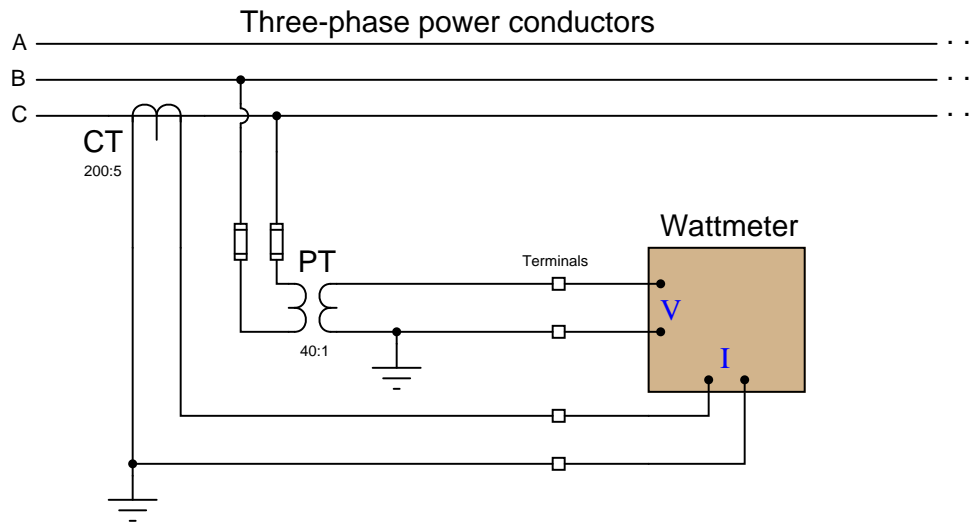 Three-phase power conductors
A
B
C
CT
200:5
Wattmeter
PT
Terminals
V
40:1
I